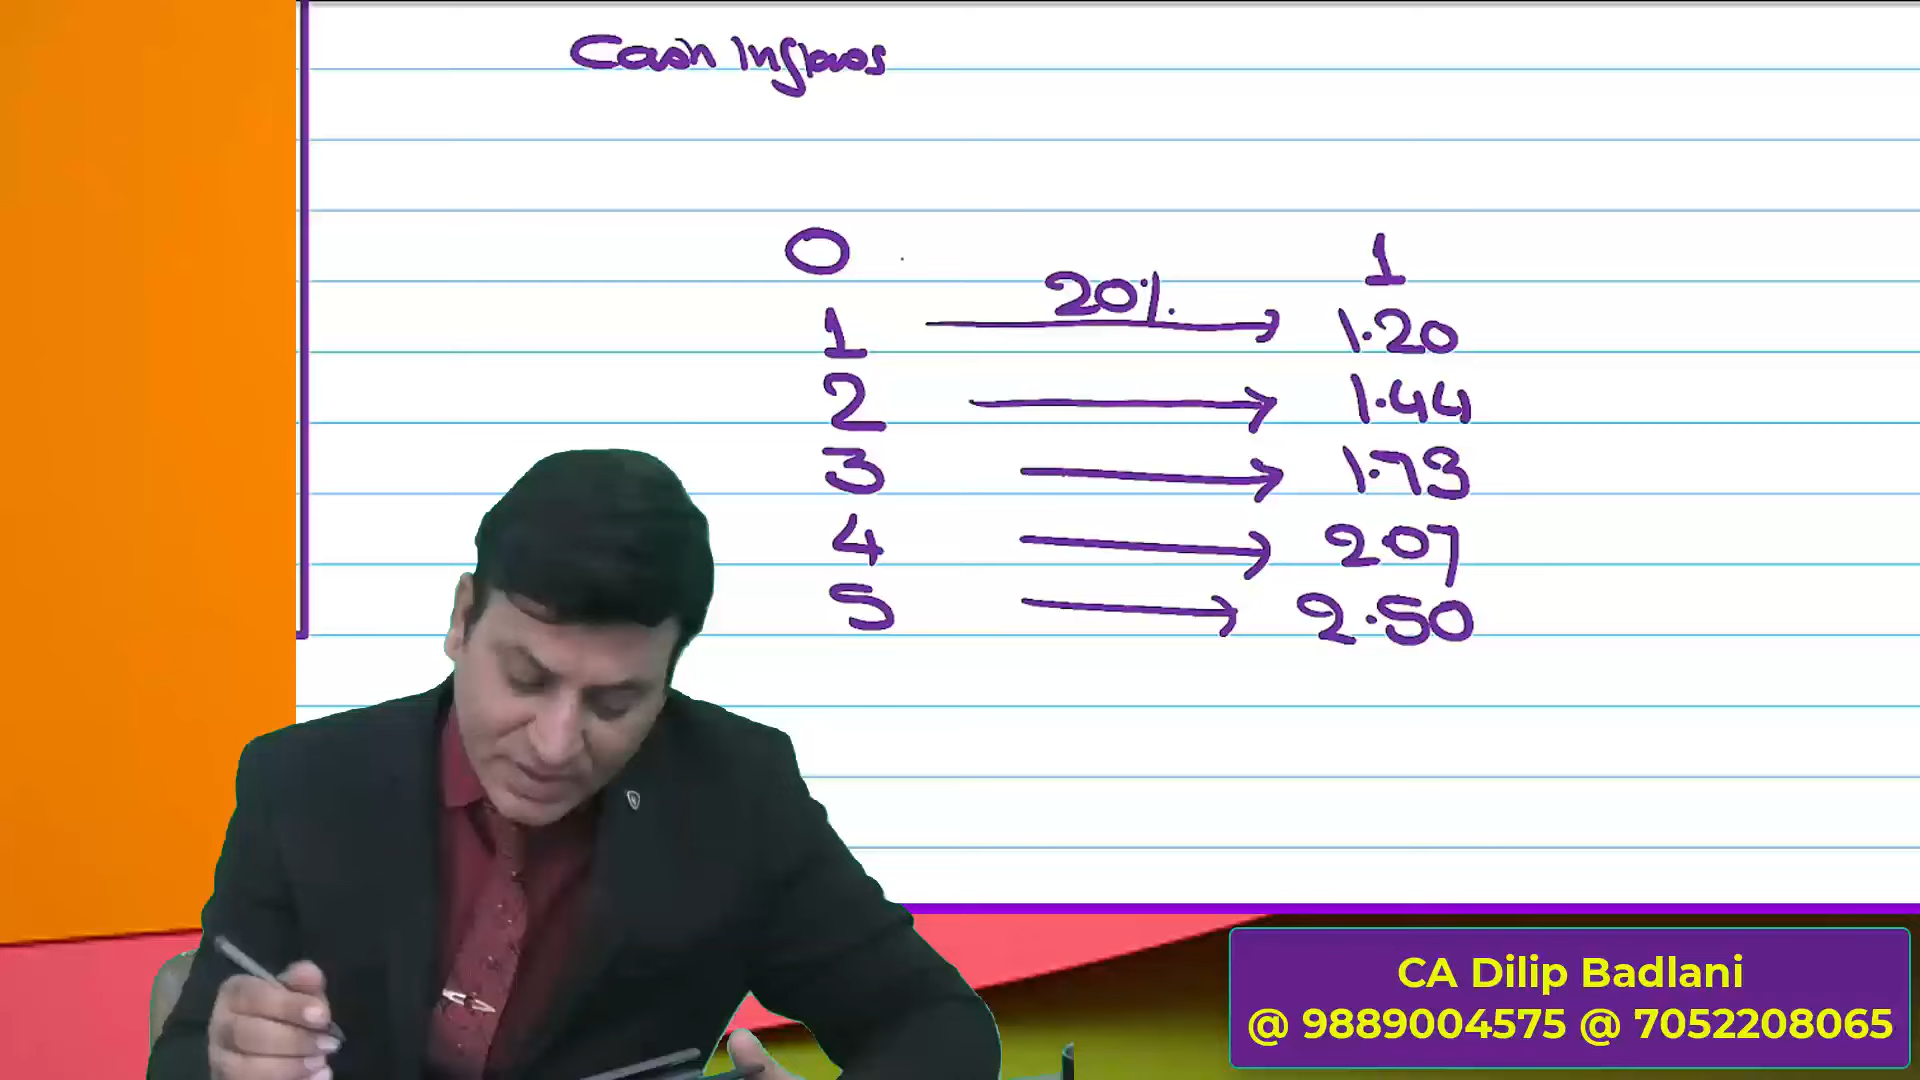 Cash Inflows
0 1
20%
1 1.20
2 1.44
3 1.73
4 2.07
5 2.50
CA Dilip Badlani
@ 9889004575 @ 7052208065